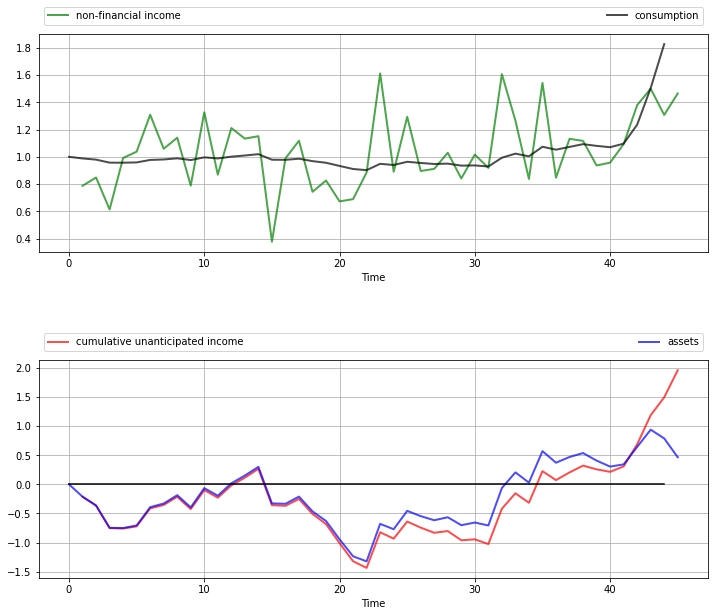 non-financial income consumption
1.8
1.6
1.4
1.2
1.0
0.8
0.6
0.4
0 10 20 30 40
Time
cumulative unanticipated income assets
2.0
1.5
1.0
0.5
0.0
−0.5
−1.0
−1.5
0 10 20 30 40
Time